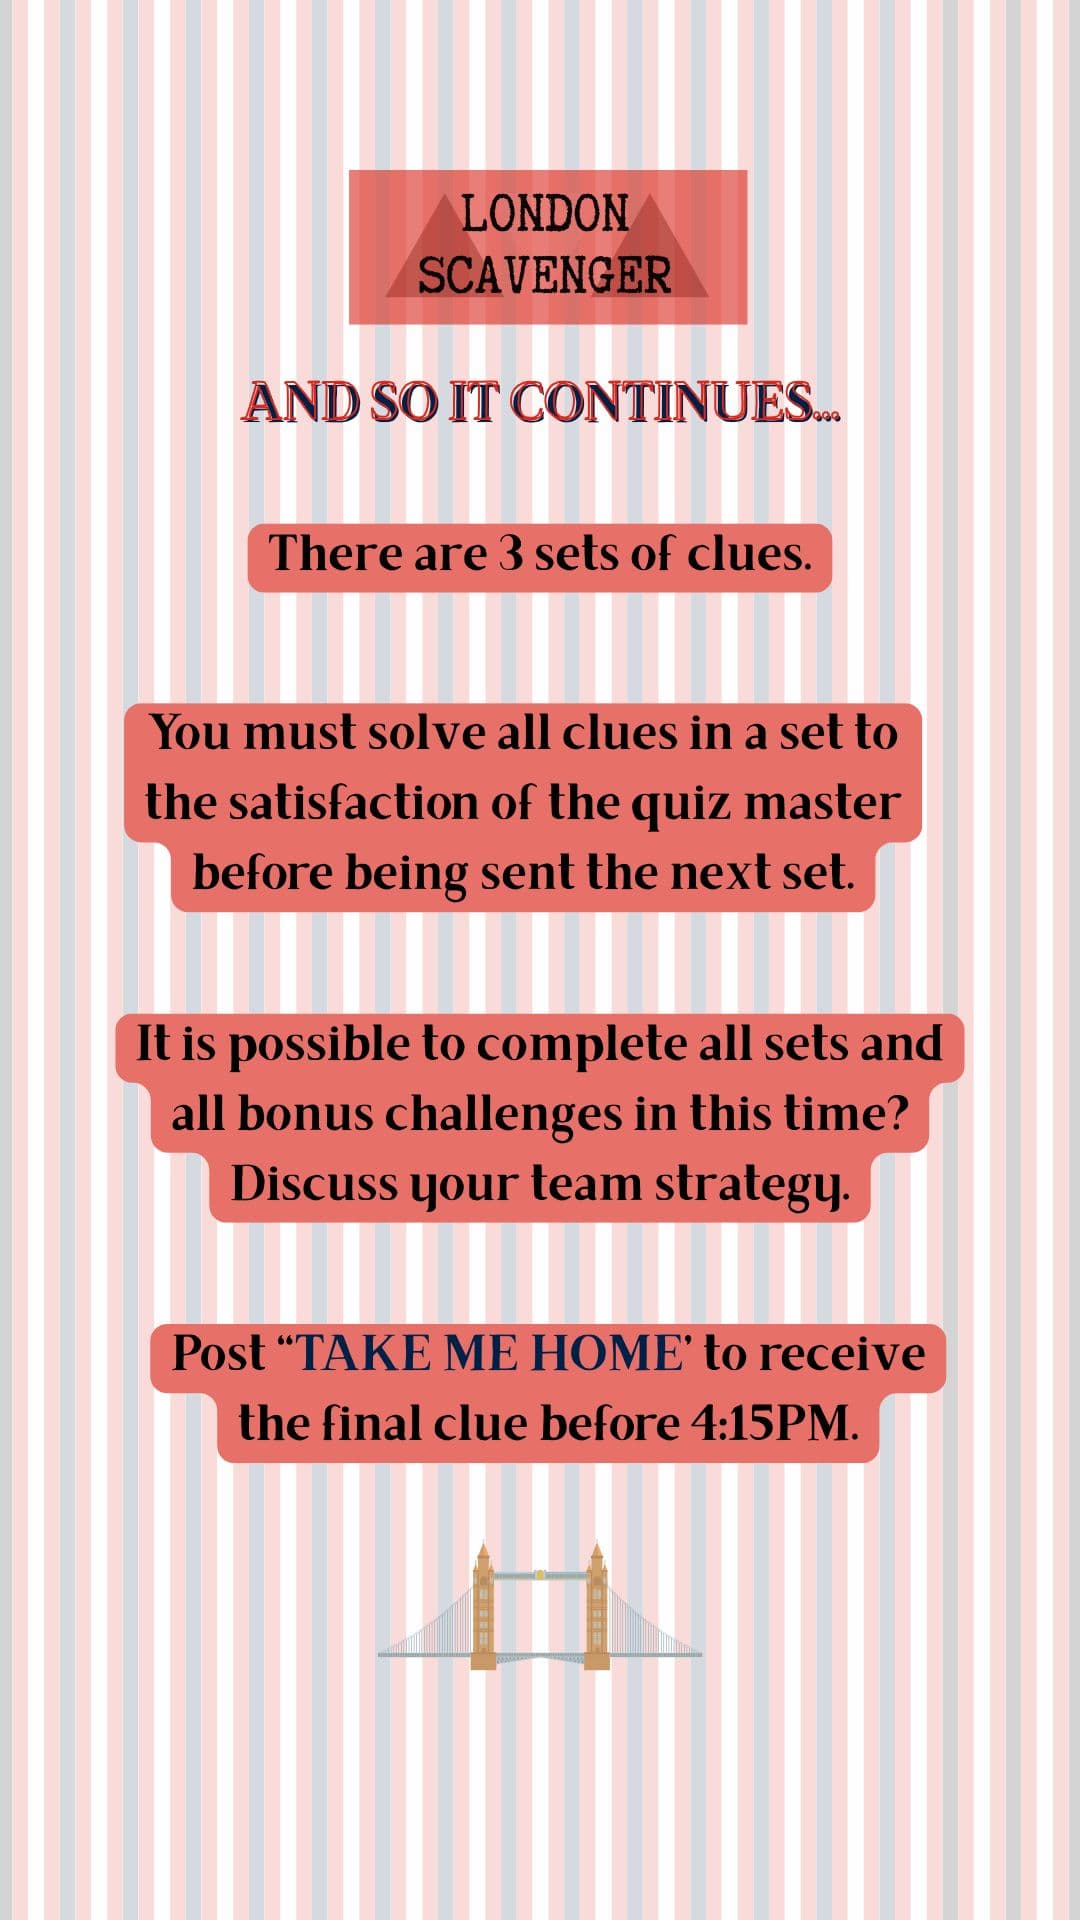 LONDON
SCAVENGER
AND SO IT CONTINUES...
There are 3 sets of clues.
You must solve all clues in a set to
the satisfaction of the quiz master
before being sent the next set.
It is possible to complete all sets and
all bonus challenges in this time?
Discuss your team strategy.
Post “TAKE ME HOME’ to receive
the final clue before 4:15PM.